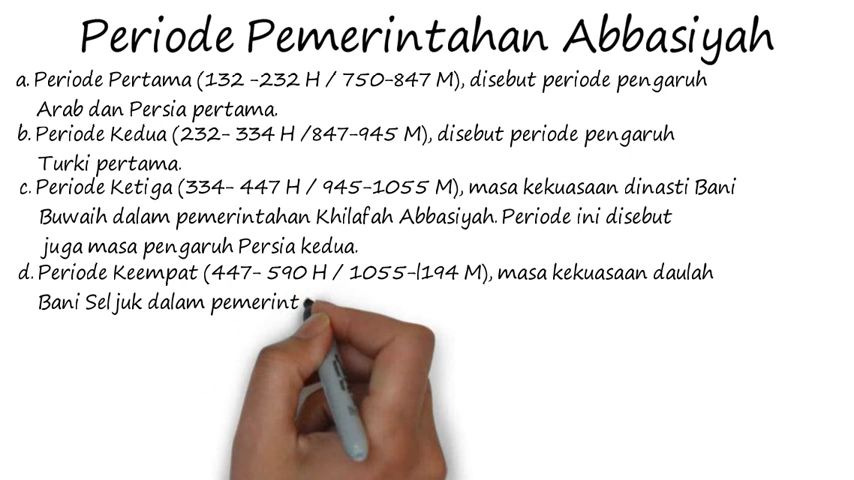 Periode Pemerintahan Abbasiyah
a. Periode Pertama (132 -232 H / 750-847 M), disebut periode pengaruh
Arab dan Persia pertama.
b. Periode Kedua (232- 334 H /847-945 M), disebut periode pengaruh
Turki pertama.
c. Periode Ketiga (334- 447 H / 945-1055 M), masa kekuasaan dinasti Bani
Buwaih dalam pemerintahan Khilafah Abbasiyah. Periode ini disebut
juga masa pengaruh Persia kedua.
d. Periode Keempat (447- 590 H / 1055-l194 M), masa kekuasaan daulah
Bani Seljuk dalam pemerint